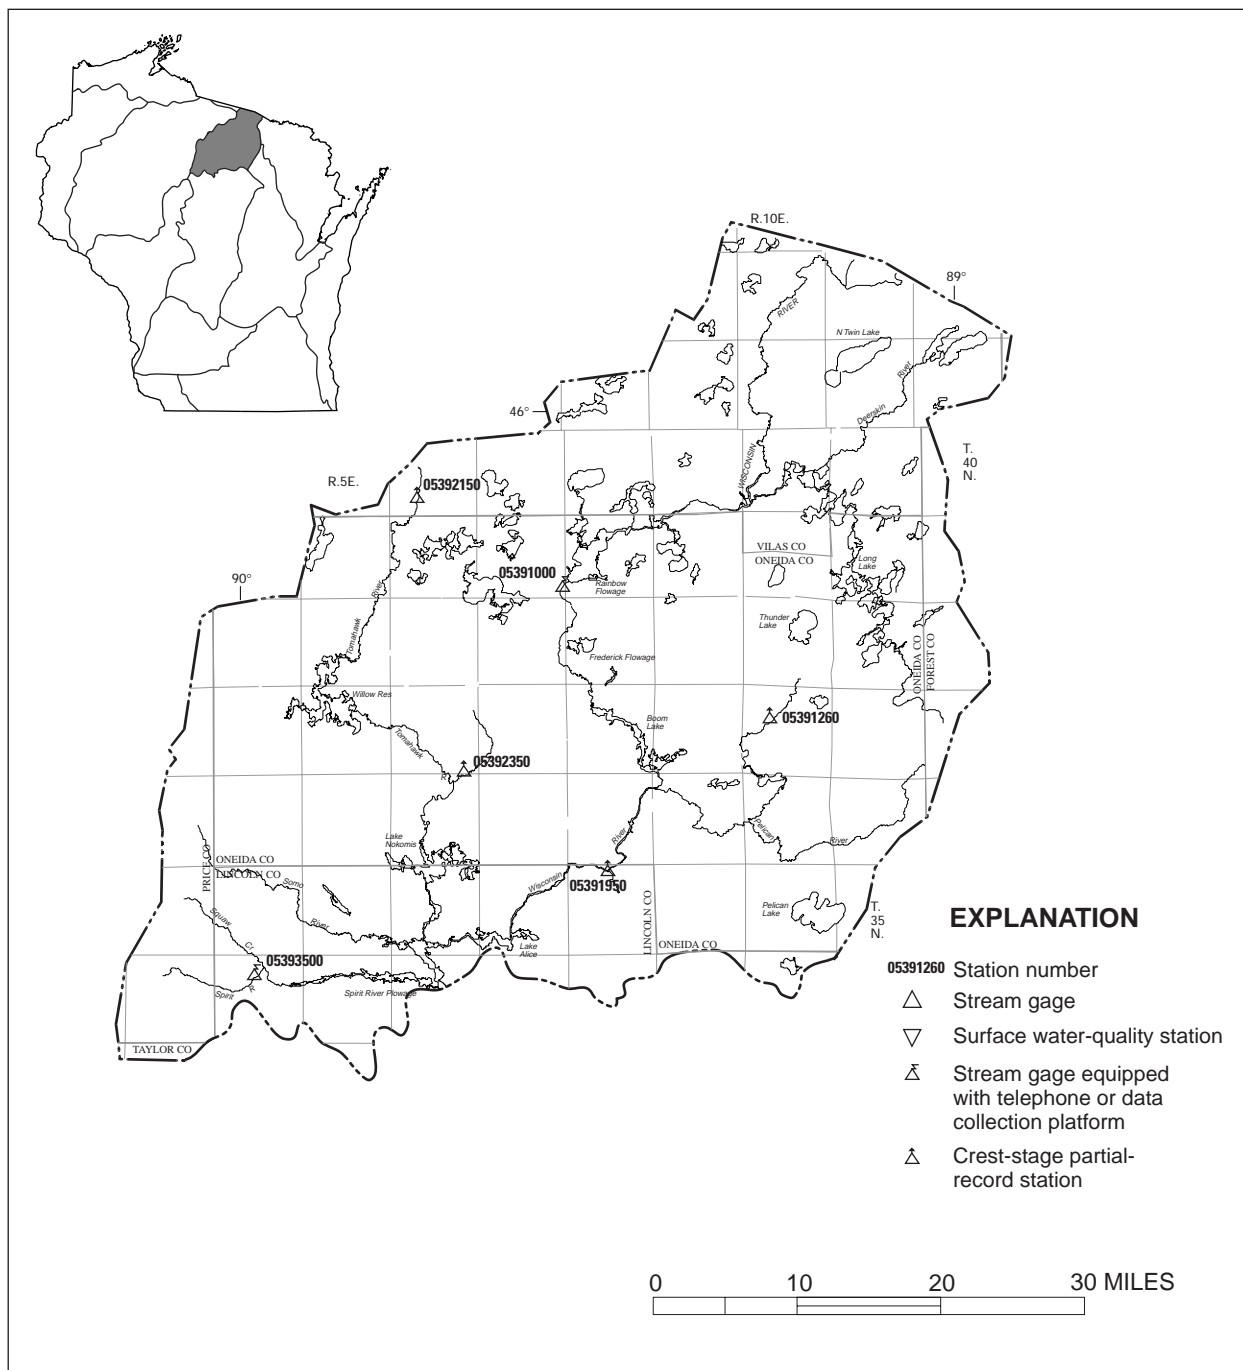 R.10E.
89°
RIVER
N Twin Lake
River
Deerskin
46°
WISCONSIN
T.
40
N.
R.5E.
05392150
VILAS CO
ONEIDA CO
Long
Lake
05391000
Rainbow
Flowage
90°
River
Tomahawk
Thunder
Lake
ONEIDA CO
FOREST CO
Frederick Flowage
Willow Res
Boom
Lake
05391260
Tomahawk
R.
05392350
Pelican
River
River
Lake
Nokomis
PRICE CO
ONEIDA CO
LINCOLN CO
Somo
River
Wisconsin
05391950
Pelican
Lake
T.
35
N.
LINCOLN CO
ONEIDA CO
Squaw
Cr.
Lake
Alice
05393500
Spirit
R.
Spirit River Flowage
TAYLOR CO
EXPLANATION
05391260 Station number
Stream gage
Surface water-quality station
Stream gage equipped
with telephone or data
collection platform
Crest-stage partial-
record station
0 10 20 30 MILES